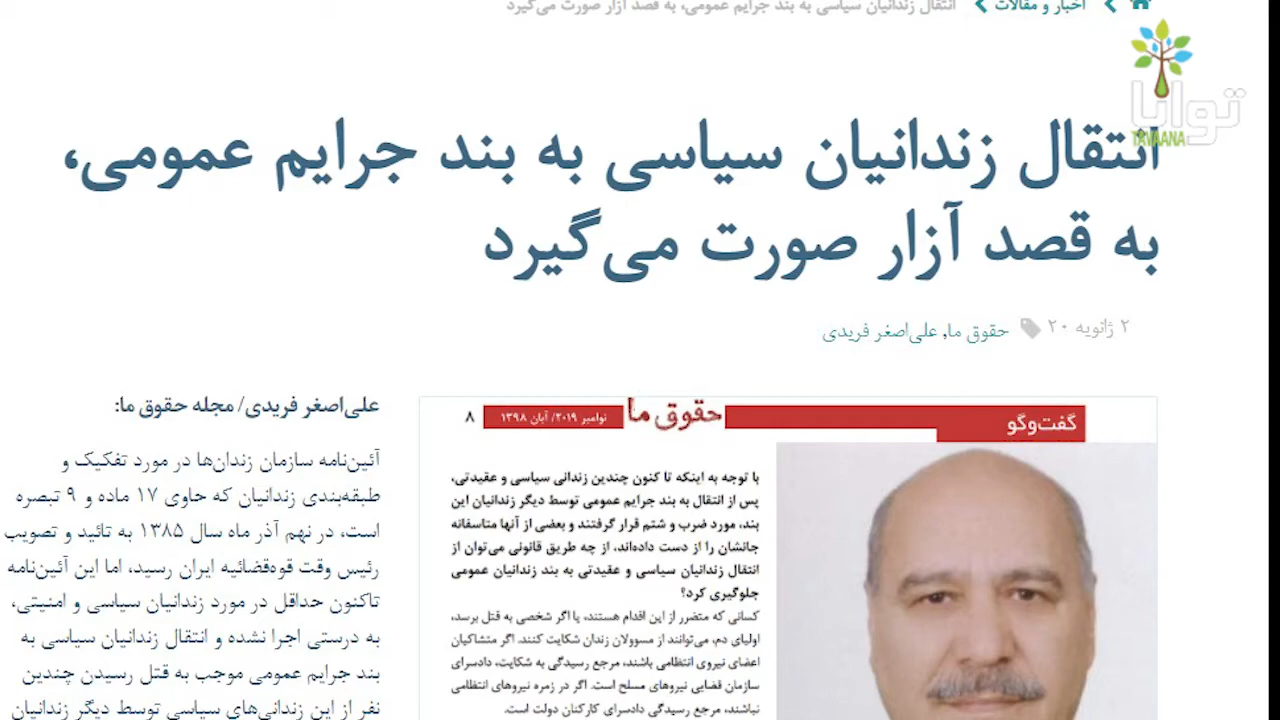 اخبار و مقالات
انتقال زندانیان سیاسی به بند جرایم عمومی، به قصد آزار صورت می‌گیرد
توانا
TAVAANA
انتقال زندانیان سیاسی به بند جرایم عمومی،
به قصد آزار صورت می‌گیرد
۲ ژانویه ۲۰
حقوق ما, علی‌اصغر فریدی
گفت‌وگو
حقوق ما
نوامبر ۲۰۱۹/ آبان ۱۳۹۸
۸
با توجه به اینکه تا کنون چندین زندانی سیاسی و عقیدتی،
پس از انتقال به بند جرایم عمومی توسط دیگر زندانیان این
بند، مورد ضرب و شتم قرار گرفتند و بعضی از آنها متاسفانه
جانشان را از دست داده‌اند، از چه طریق قانونی می‌توان از
انتقال زندانیان سیاسی و عقیدتی به بند زندانیان عمومی
جلوگیری کرد؟
کسانی که متضرر از این اقدام هستند، یا اگر شخصی به قتل برسد،
اولیای دم، می‌توانند از مسوولان زندان شکایت کنند. اگر متشاکیان
اعضای نیروی انتظامی باشند، مرجع رسیدگی به شکایت، دادسرای
سازمان قضایی نیروهای مسلح است. اگر در زمره نیروهای انتظامی
نباشند، مرجع رسیدگی دادسرای کارکنان دولت است.
علی‌اصغر فریدی/ مجله حقوق ما:
آئین‌نامه سازمان زندان‌ها در مورد تفکیک و
طبقه‌بندی زندانیان که حاوی ۱۷ ماده و ۹ تبصره
است، در نهم آذر ماه سال ۱۳۸۵ به تائید و تصویب
رئیس وقت قوه‌قضائیه ایران رسید، اما این آئین‌نامه
تاکنون حداقل در مورد زندانیان سیاسی و امنیتی،
به درستی اجرا نشده و انتقال زندانیان سیاسی به
بند جرایم عمومی موجب به قتل رسیدن چندین
نفر از این زندانی‌های سیاسی توسط دیگر زندانیان